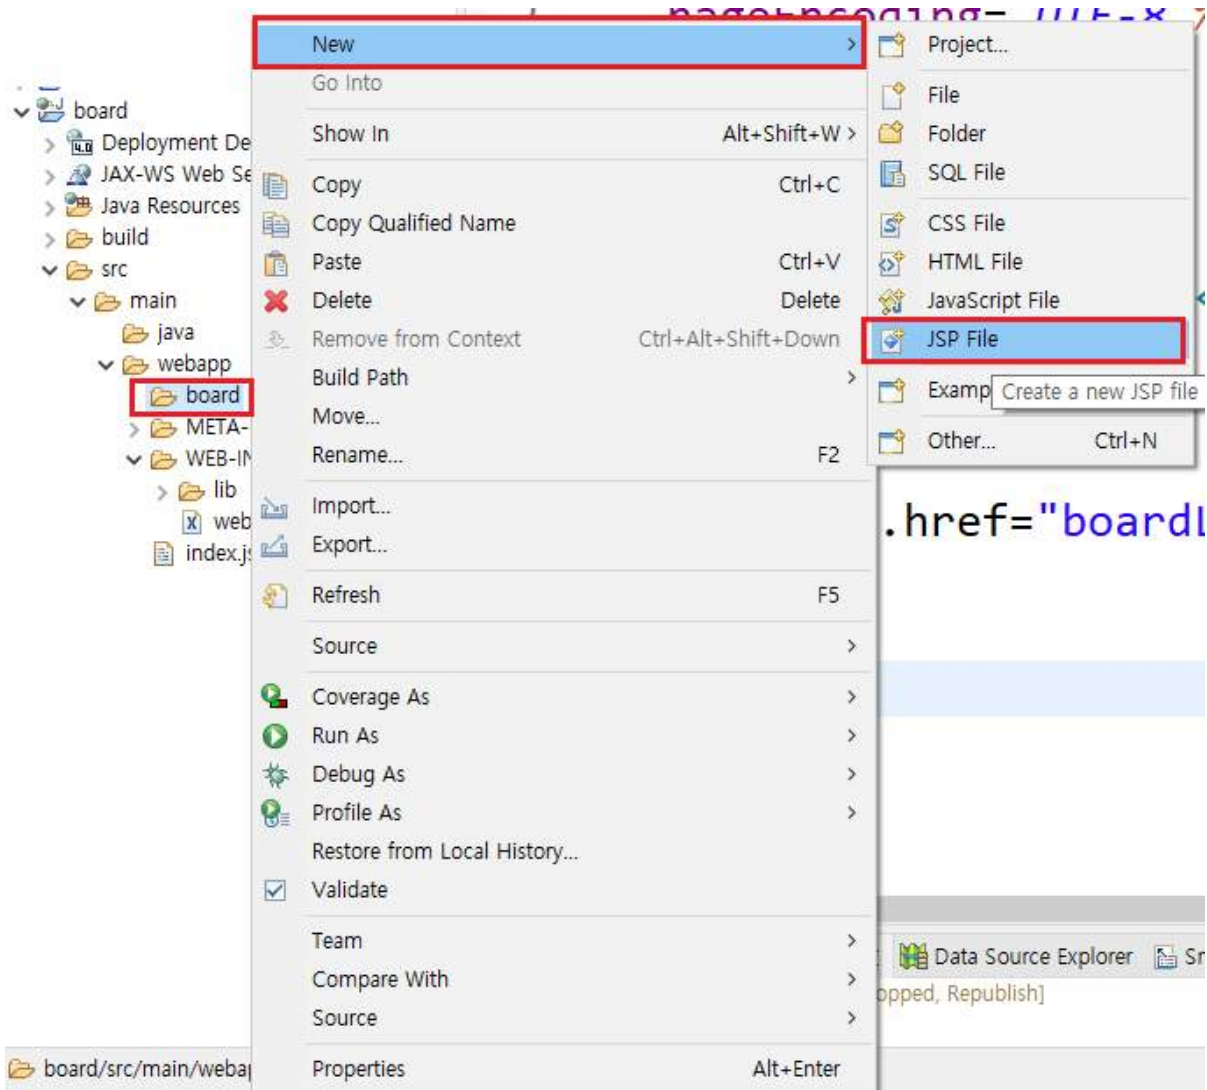 pageEncoding="UTF-8"
board
Deployment De
JAX-WS Web Se
Java Resources
build
src
main
java
webapp
board
META-
WEB-IN
lib
web
index.js
board/src/main/webap
New
Go Into
Show In Alt+Shift+W >
Copy Ctrl+C
Copy Qualified Name
Paste Ctrl+V
Delete Delete
Remove from Context Ctrl+Alt+Shift+Down
Build Path
Move...
Rename... F2
Import...
Export...
Refresh F5
Source
Coverage As
Run As
Debug As
Profile As
Restore from Local History...
Validate
Team
Compare With
Source
Properties Alt+Enter
Project...
File
Folder
SQL File
CSS File
HTML File
JavaScript File
JSP File
Examp
Create a new JSP file
Other... Ctrl+N
.href="boardL
Data Source Explorer Sn
opped, Republish]